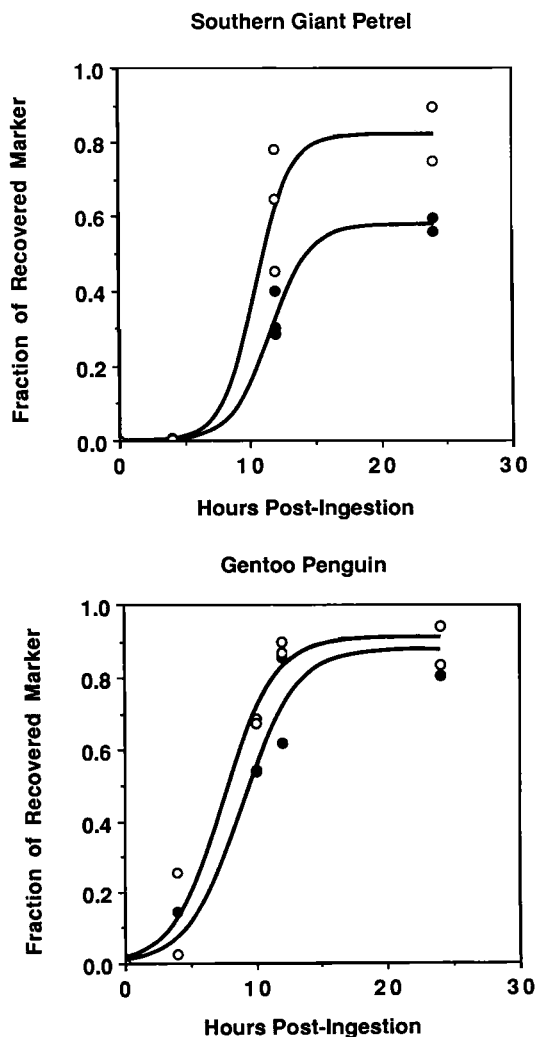 Southern Giant Petrel
1.0
0.8
0.6
0.4
0.2
0.0
Fraction of Recovered Marker
0 10 20 30
Hours Post-Ingestion
Gentoo Penguin
1.0
0.8
0.6
0.4
0.2
0.0
Fraction of Recovered Marker
0 10 20 30
Hours Post-Ingestion